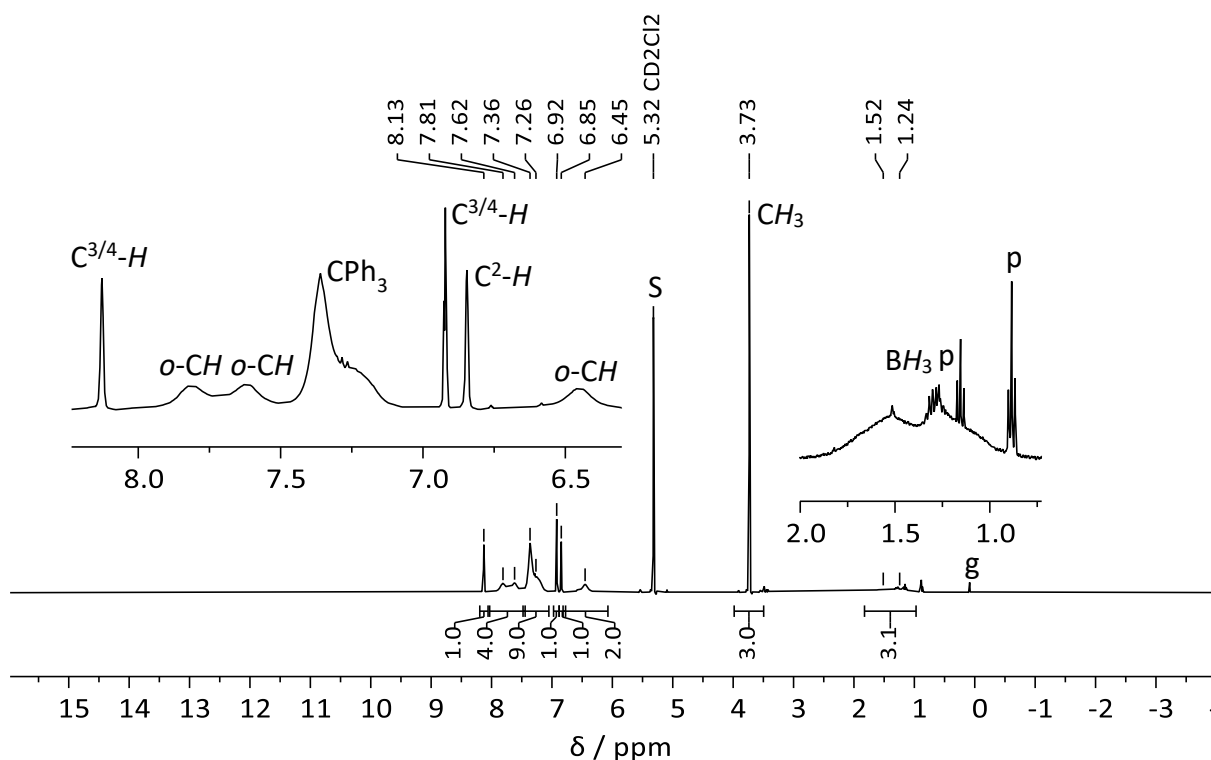 8.13
7.81
7.62
7.36
7.26
6.92
6.85
6.45
5.32 CD2Cl2
3.73
1.52
1.24
C3/4-H
o-CH
o-CH
CPh3
C3/4-H
C2-H
o-CH
8.0 7.5 7.0 6.5
S
CH3
BH3
p
p
2.0 1.5 1.0
g
1.0
4.0
9.0
1.0
1.0
2.0
3.0
3.1
15 14 13 12 11 10 9 8 7 6 5 4 3 2 1 0 -1 -2 -3 -
δ / ppm